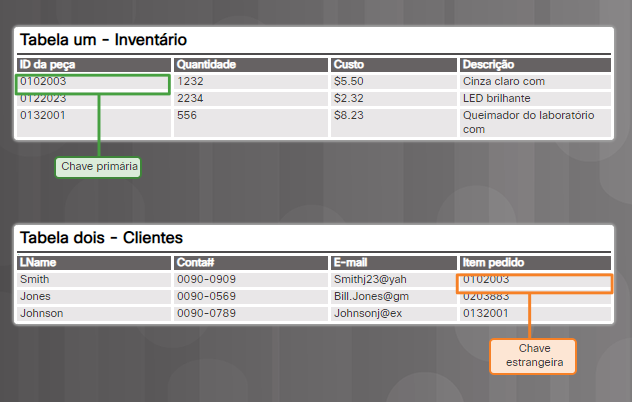 Tabela um - Inventário
ID da peça Quantidade Custo Descrição
0102003 1232 $5.50 Cinza claro com
0122023 2234 $2.32 LED brilhante
0132001 556 $8.23 Queimador do laboratório
com
Chave primária
Tabela dois - Clientes
LName Conta# E-mail Item pedido
Smith 0090-0909 Smithj23@yah 0102003
Jones 0090-0569 Bill.Jones@gm 0203883
Johnson 0090-0789 Johnsonj@ex 0132001
Chave
estrangeira